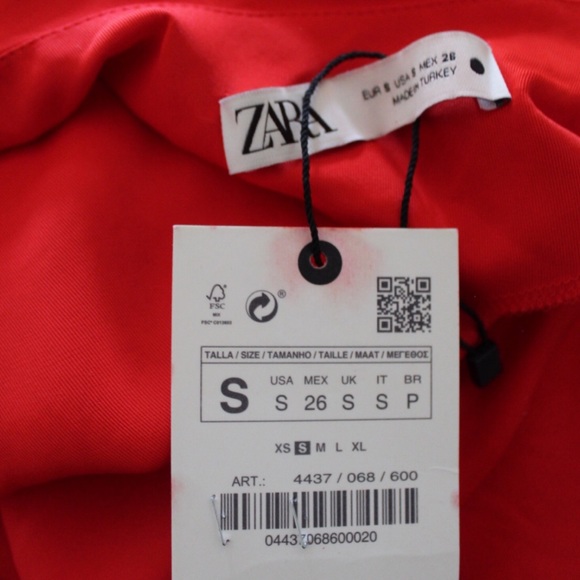 ZARA
EUR S USA S MEX 26
MADE IN TURKEY
FSC
MIX
TALLA / SIZE / TAMANHO / TAILLE / MAAT / ΜΕΓΕΘΟΣ
S
USA MEX UK IT BR
S 26 S S P
XS S M L XL
ART.: 4437 / 068 / 600
04437068600020